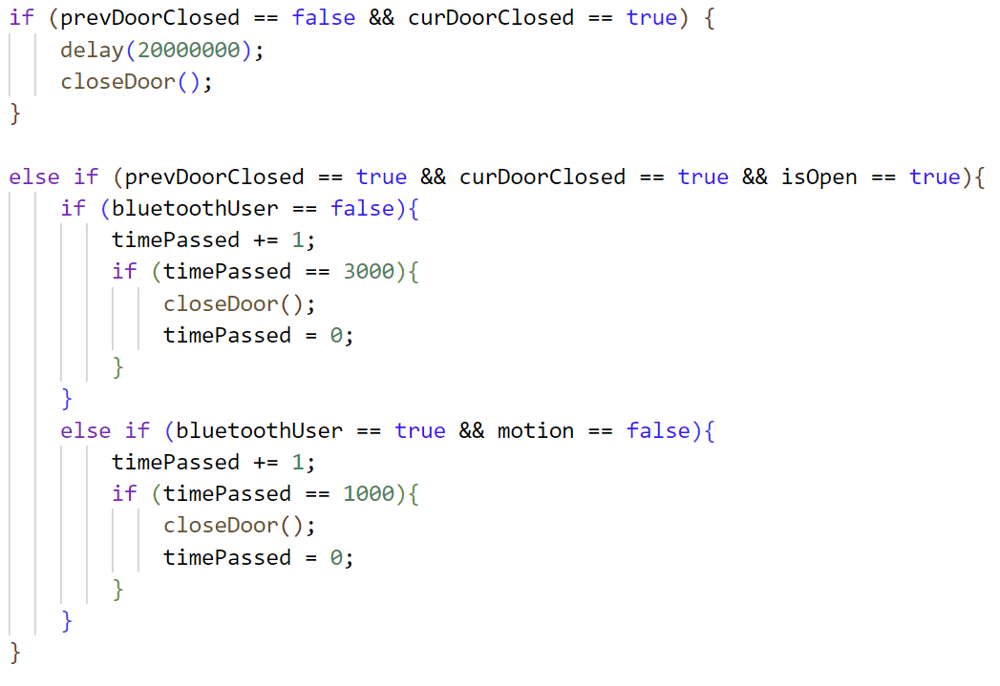 if (prevDoorClosed == false && curDoorClosed == true) {
    delay(20000000);
    closeDoor();
}

else if (prevDoorClosed == true && curDoorClosed == true && isOpen == true){
    if (bluetoothUser == false){
        timePassed += 1;
        if (timePassed == 3000){
            closeDoor();
            timePassed = 0;
        }
    }
    else if (bluetoothUser == true && motion == false){
        timePassed += 1;
        if (timePassed == 1000){
            closeDoor();
            timePassed = 0;
        }
    }
}